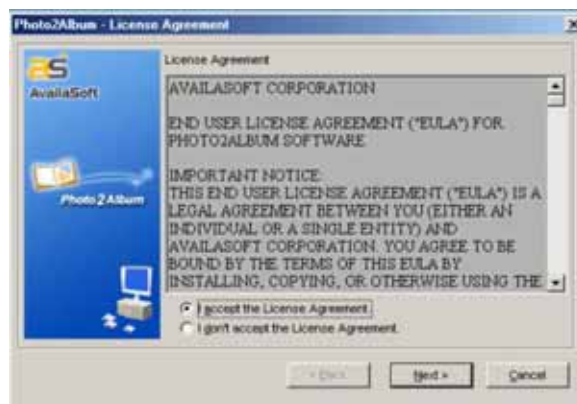 Photo2Album - License Agreement
License Agreement
AS
AvailaSoft
Photo2Album
AVAILASOFT CORPORATION
END USER LICENSE AGREEMENT ("EULA") FOR
PHOTO2ALBUM SOFTWARE
IMPORTANT NOTICE:
THIS END USER LICENSE AGREEMENT ("EULA") IS A
LEGAL AGREEMENT BETWEEN YOU (EITHER AN
INDIVIDUAL OR A SINGLE ENTITY) AND
AVAILASOFT CORPORATION. YOU AGREE TO BE
BOUND BY THE TERMS OF THIS EULA BY
INSTALLING, COPYING, OR OTHERWISE USING THE
I accept the License Agreement.
I don't accept the License Agreement.
< Back
Next >
Cancel